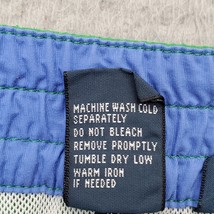 MACHINE WASH COLD
SEPARATELY
DO NOT BLEACH
REMOVE PROMPTLY
TUMBLE DRY LOW
WARM IRON
IF NEEDED